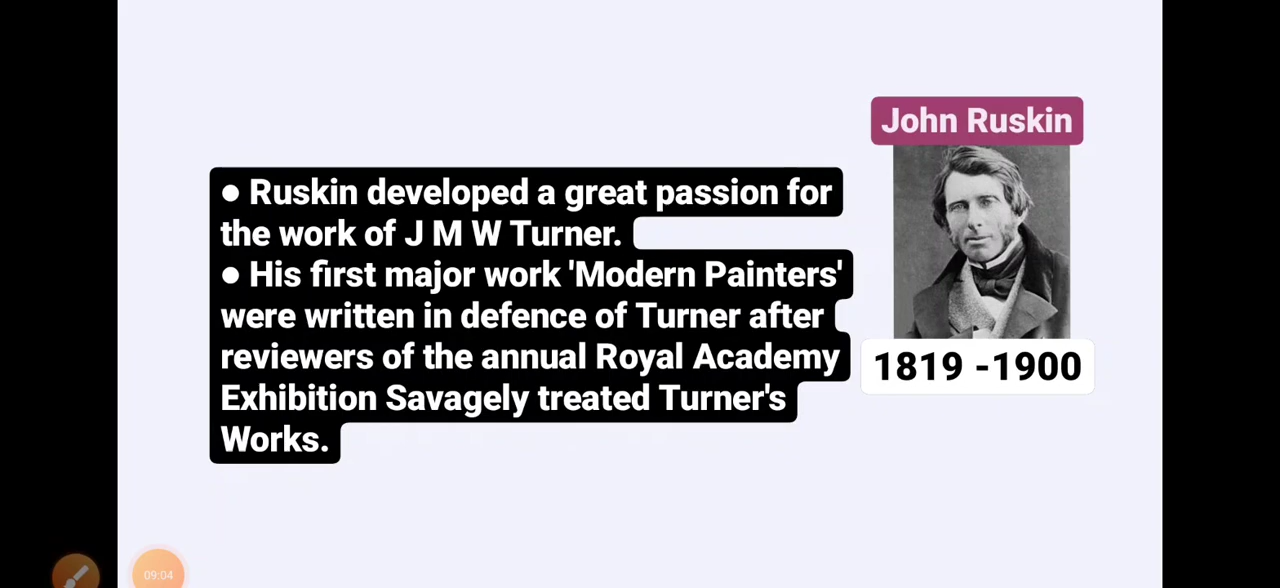 John Ruskin
● Ruskin developed a great passion for
the work of J M W Turner.
● His first major work 'Modern Painters'
were written in defence of Turner after
reviewers of the annual Royal Academy
Exhibition Savagely treated Turner's
Works.
1819 -1900
09:04